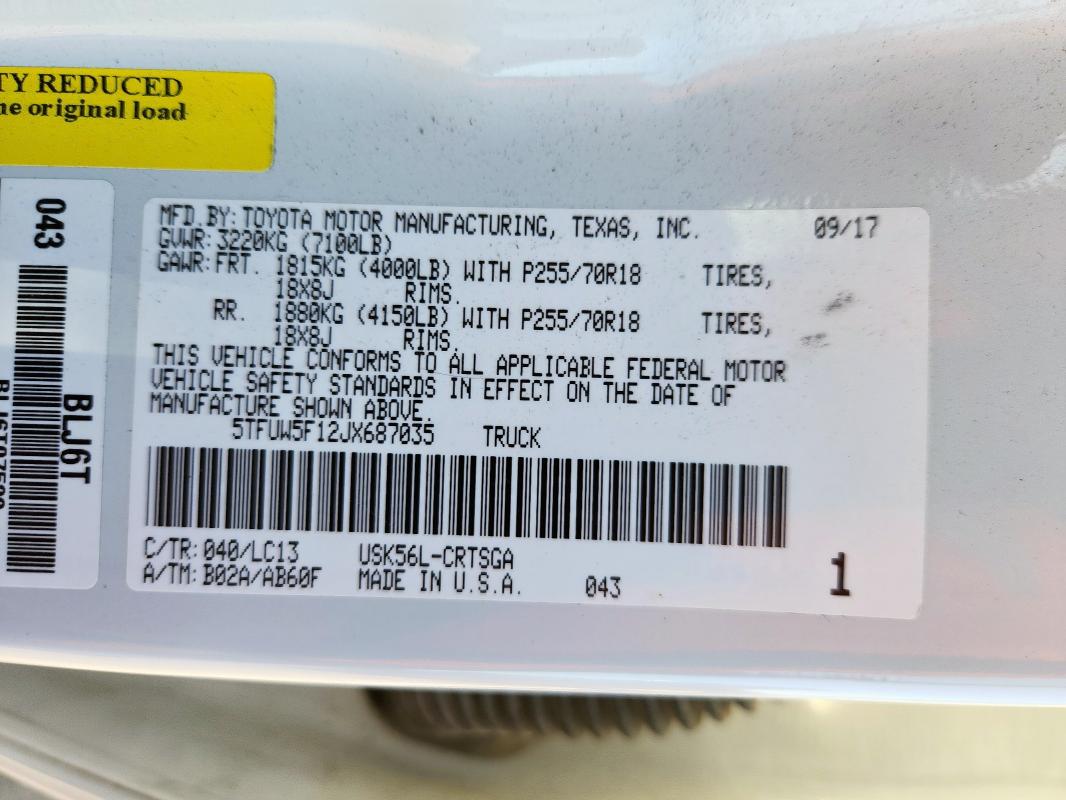 TY REDUCED
ne original load
043
BLJ6T
MFD.BY: TOYOTA MOTOR MANUFACTURING, TEXAS, INC. 09/17
GVWR: 3220KG (7100LB)
GAWR: FRT. 1815KG (4000LB) WITH P255/70R18 TIRES,
18X8J RIMS.
RR. 1880KG (4150LB) WITH P255/70R18 TIRES,
18X8J RIMS.
THIS VEHICLE CONFORMS TO ALL APPLICABLE FEDERAL MOTOR
VEHICLE SAFETY STANDARDS IN EFFECT ON THE DATE OF
MANUFACTURE SHOWN ABOVE.
5TFUW5F12JX687035 TRUCK
C/TR: 040/LC13 USK56L-CRTSGA
A/TM: B02A/AB60F MADE IN U.S.A. 043 1